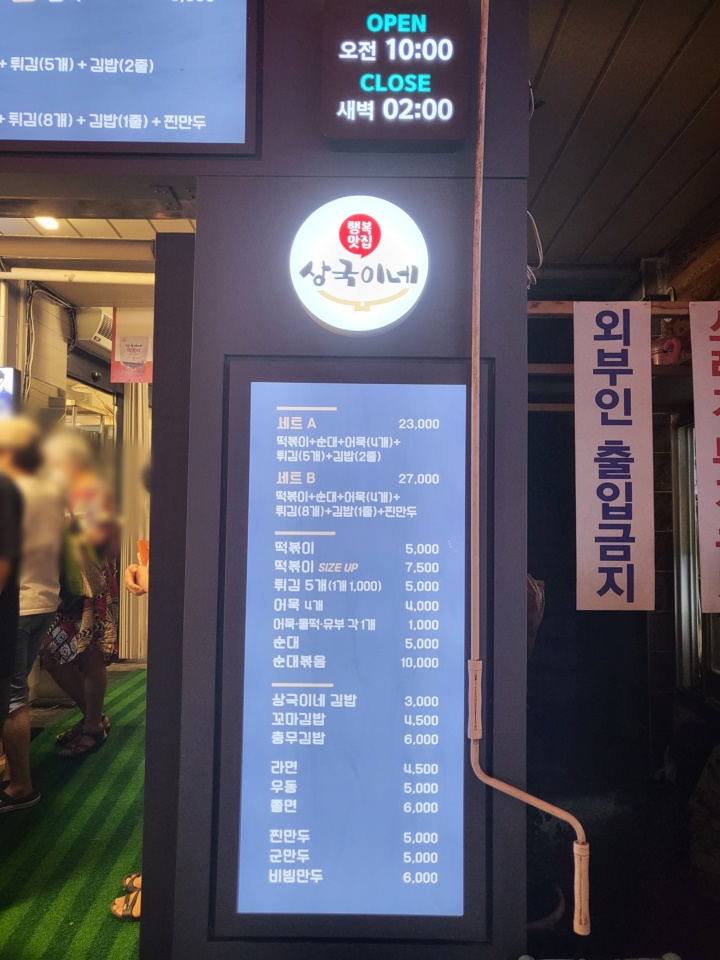 + 튀김(5개) + 김밥(2줄)
+ 튀김(8개) + 김밥(1줄) + 찐만두
OPEN
오전 10:00
CLOSE
새벽 02:00
행복
맛집
상국이네
세트 A 23,000
떡볶이+순대+어묵(4개)+
튀김(5개)+김밥(2줄)
세트 B 27,000
떡볶이+순대+어묵(4개)+
튀김(8개)+김밥(1줄)+찐만두
떡볶이 5,000
떡볶이 SIZE UP 7,500
튀김 5개(1개 1,000) 5,000
어묵 4개 4,000
어묵·물떡·유부 각 1개 1,000
순대 5,000
순대볶음 10,000
상국이네 김밥 3,000
꼬마김밥 4,500
충무김밥 6,000
라면 4,500
우동 5,000
쫄면 6,000
찐만두 5,000
군만두 5,000
비빔만두 6,000
외부인 출입금지